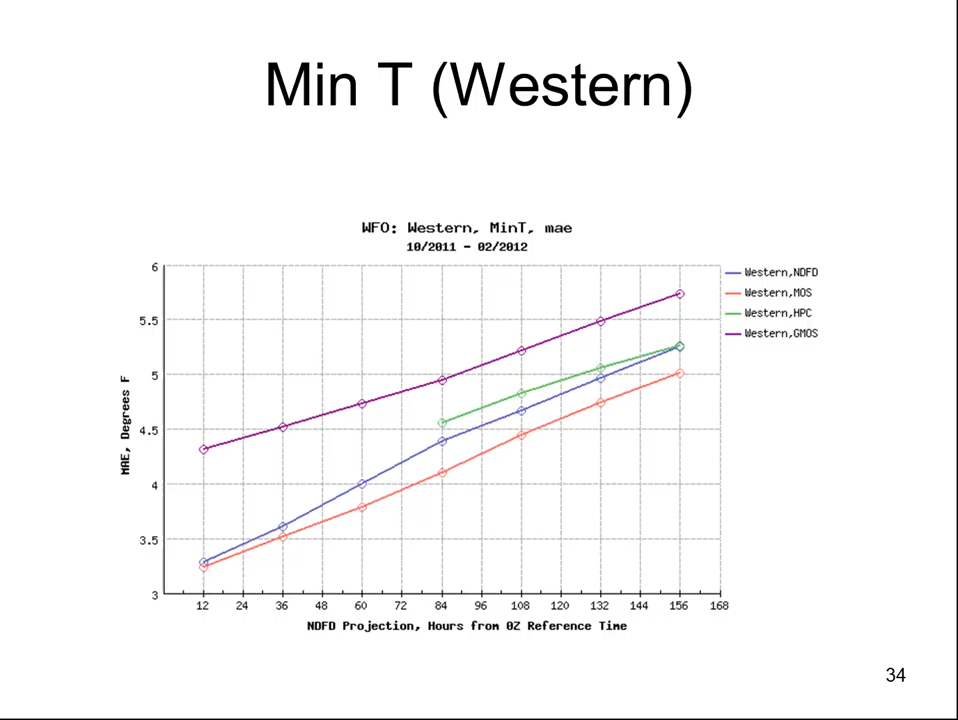 Min T (Western)
WFO: Western, MinT, mae
10/2011 - 02/2012
Western,NDFD
Western,MOS
Western,HPC
Western,GMOS
MAE, Degrees F
6
5.5
5
4.5
4
3.5
3
12 24 36 48 60 72 84 96 108 120 132 144 156 168
NDFD Projection, Hours from 0Z Reference Time
34